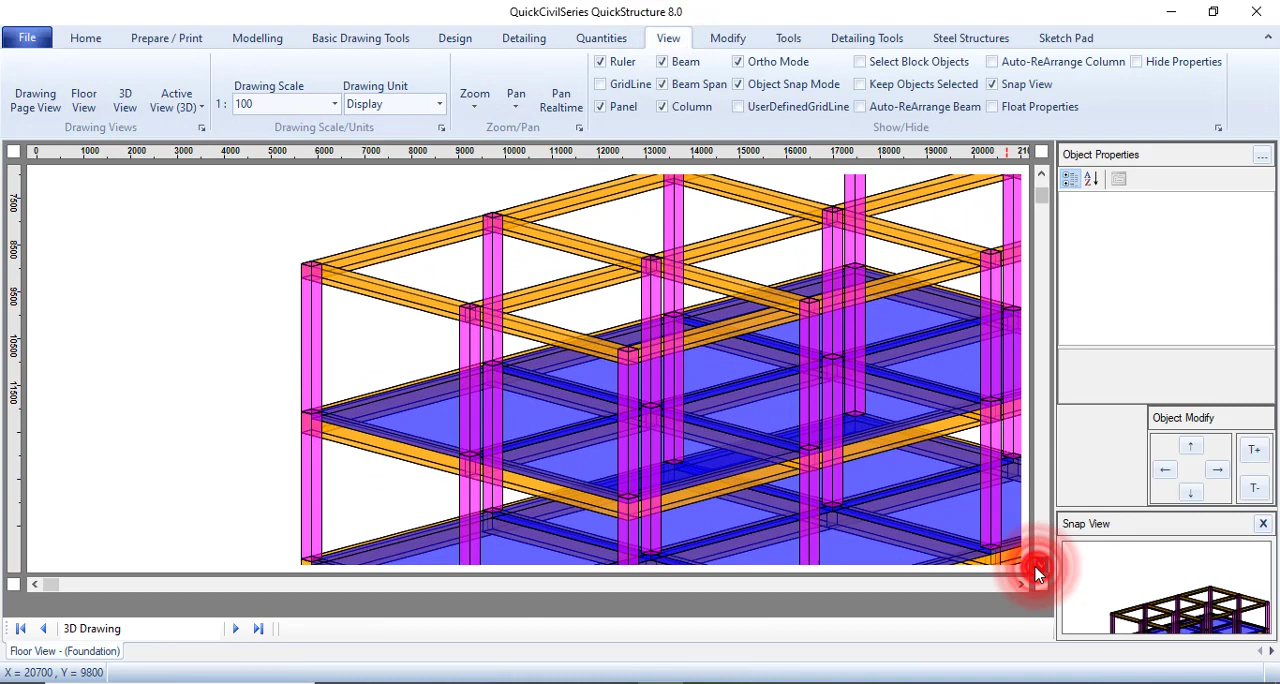 QuickCivilSeries QuickStructure 8.0
File Home Prepare / Print Modelling Basic Drawing Tools Design Detailing Quantities View Modify Tools Detailing Tools Steel Structures Sketch Pad
Drawing Page View
Floor View
3D View
Active View (3D)
Drawing Views
Drawing Scale
1 : 100
Drawing Unit
Display
Drawing Scale/Units
Zoom
Pan
Pan Realtime
Zoom/Pan
Ruler Beam Ortho Mode Select Block Objects Auto-ReArrange Column Hide Properties
GridLine Beam Span Object Snap Mode Keep Objects Selected Snap View
Panel Column UserDefinedGridLine Auto-ReArrange Beam Float Properties
Show/Hide
0 1000 2000 3000 4000 5000 6000 7000 8000 9000 10000 11000 12000 13000 14000 15000 16000 17000 18000 19000 20000 210
7500
8500
9500
10500
11500
Object Properties ...
Object Modify
T+
T-
Snap View X
3D Drawing
Floor View - (Foundation)
X = 20700 , Y = 9800